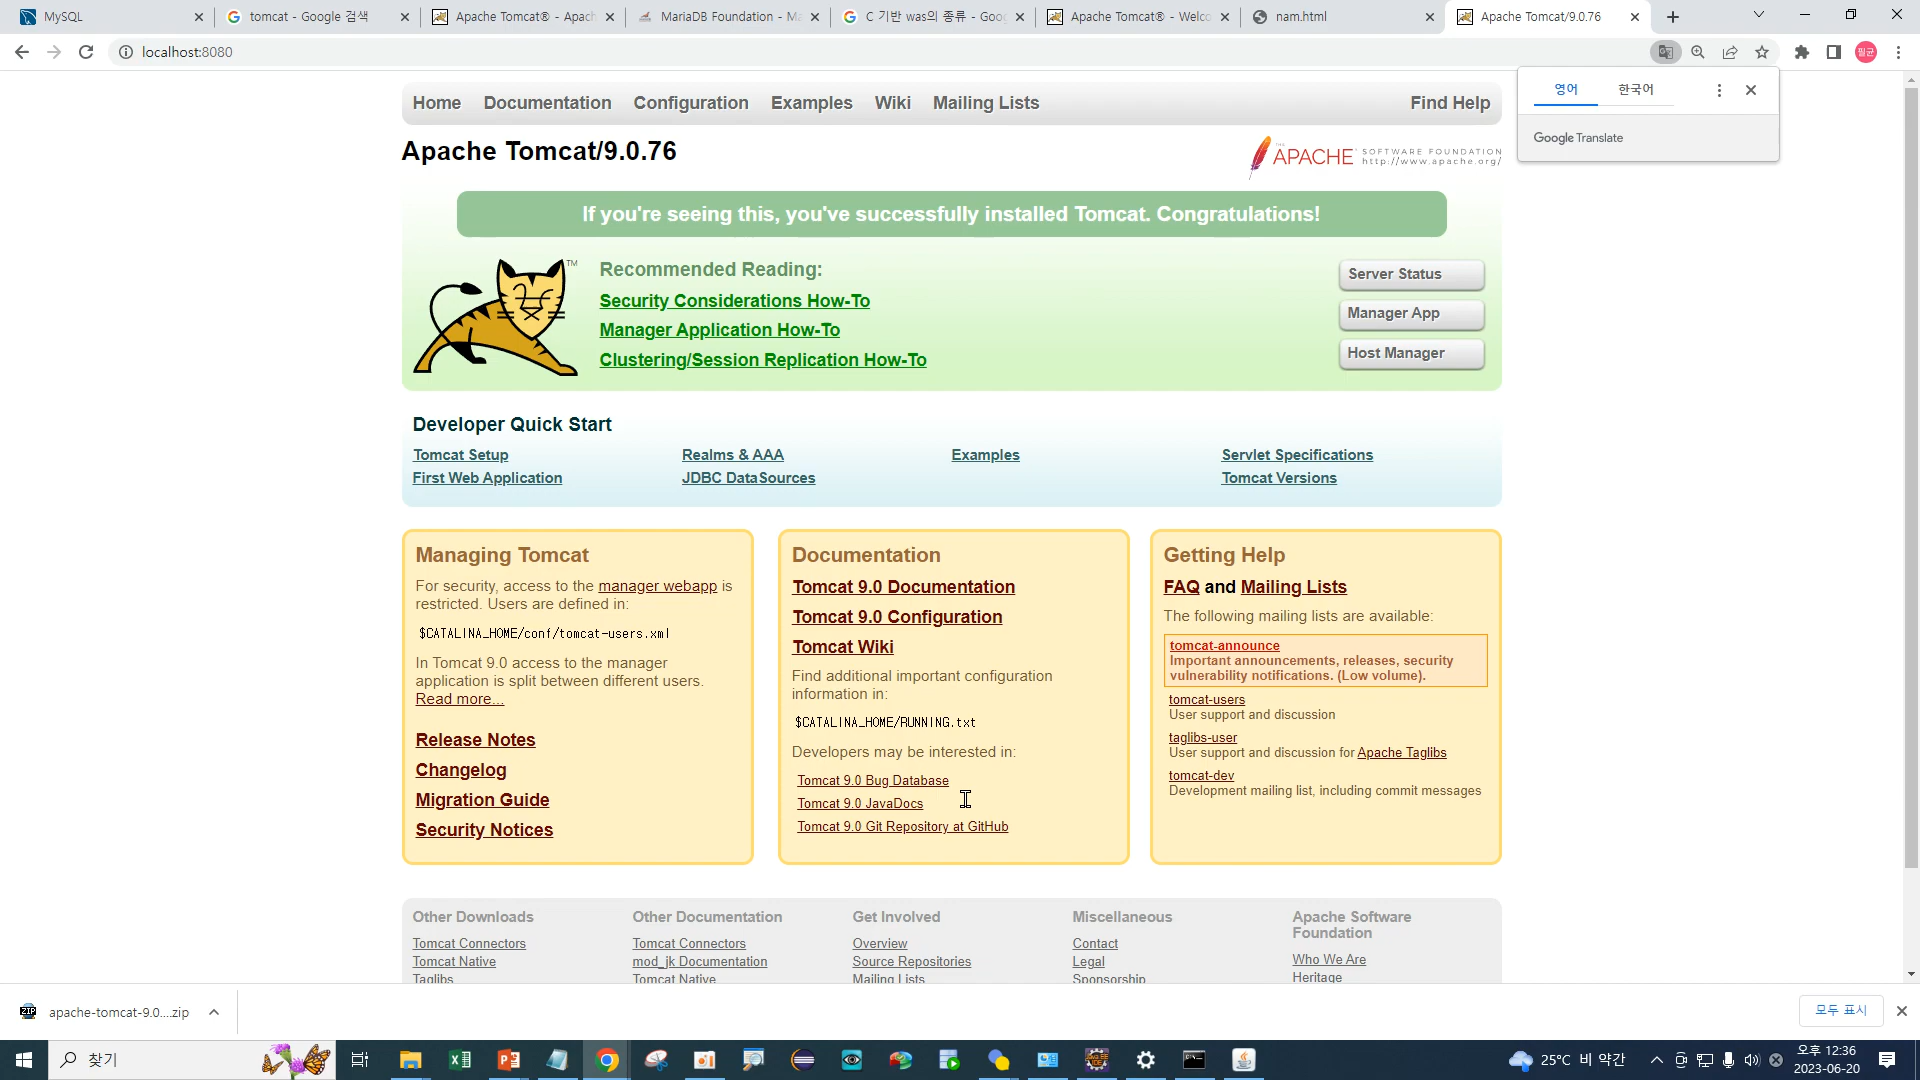 MySQL
tomcat - Google 검색
Apache Tomcat® - Apach
MariaDB Foundation - Ma
C 기반 was의 종류 - Goog
Apache Tomcat® - Welco
nam.html
Apache Tomcat/9.0.76
localhost:8080
필균
영어 한국어
Google Translate
Home Documentation Configuration Examples Wiki Mailing Lists Find Help
Apache Tomcat/9.0.76
THE APACHE SOFTWARE FOUNDATION
http://www.apache.org/
If you're seeing this, you've successfully installed Tomcat. Congratulations!
TM
Recommended Reading:
Security Considerations How-To
Manager Application How-To
Clustering/Session Replication How-To
Server Status
Manager App
Host Manager
Developer Quick Start
Tomcat Setup
First Web Application
Realms & AAA
JDBC DataSources
Examples
Servlet Specifications
Tomcat Versions
Managing Tomcat
For security, access to the manager webapp is
restricted. Users are defined in:
$CATALINA_HOME/conf/tomcat-users.xml
In Tomcat 9.0 access to the manager
application is split between different users.
Read more...
Release Notes
Changelog
Migration Guide
Security Notices
Documentation
Tomcat 9.0 Documentation
Tomcat 9.0 Configuration
Tomcat Wiki
Find additional important configuration
information in:
$CATALINA_HOME/RUNNING.txt
Developers may be interested in:
Tomcat 9.0 Bug Database
Tomcat 9.0 JavaDocs
Tomcat 9.0 Git Repository at GitHub
Getting Help
FAQ and Mailing Lists
The following mailing lists are available:
tomcat-announce
Important announcements, releases, security
vulnerability notifications. (Low volume).
tomcat-users
User support and discussion
taglibs-user
User support and discussion for Apache Taglibs
tomcat-dev
Development mailing list, including commit messages
Other Downloads
Tomcat Connectors
Tomcat Native
Taglibs
Other Documentation
Tomcat Connectors
mod_jk Documentation
Tomcat Native
Get Involved
Overview
Source Repositories
Mailing Lists
Miscellaneous
Contact
Legal
Sponsorship
Apache Software
Foundation
Who We Are
Heritage
apache-tomcat-9.0....zip
모두 표시
찾기
25°C 비 약간
오후 12:36
2023-06-20